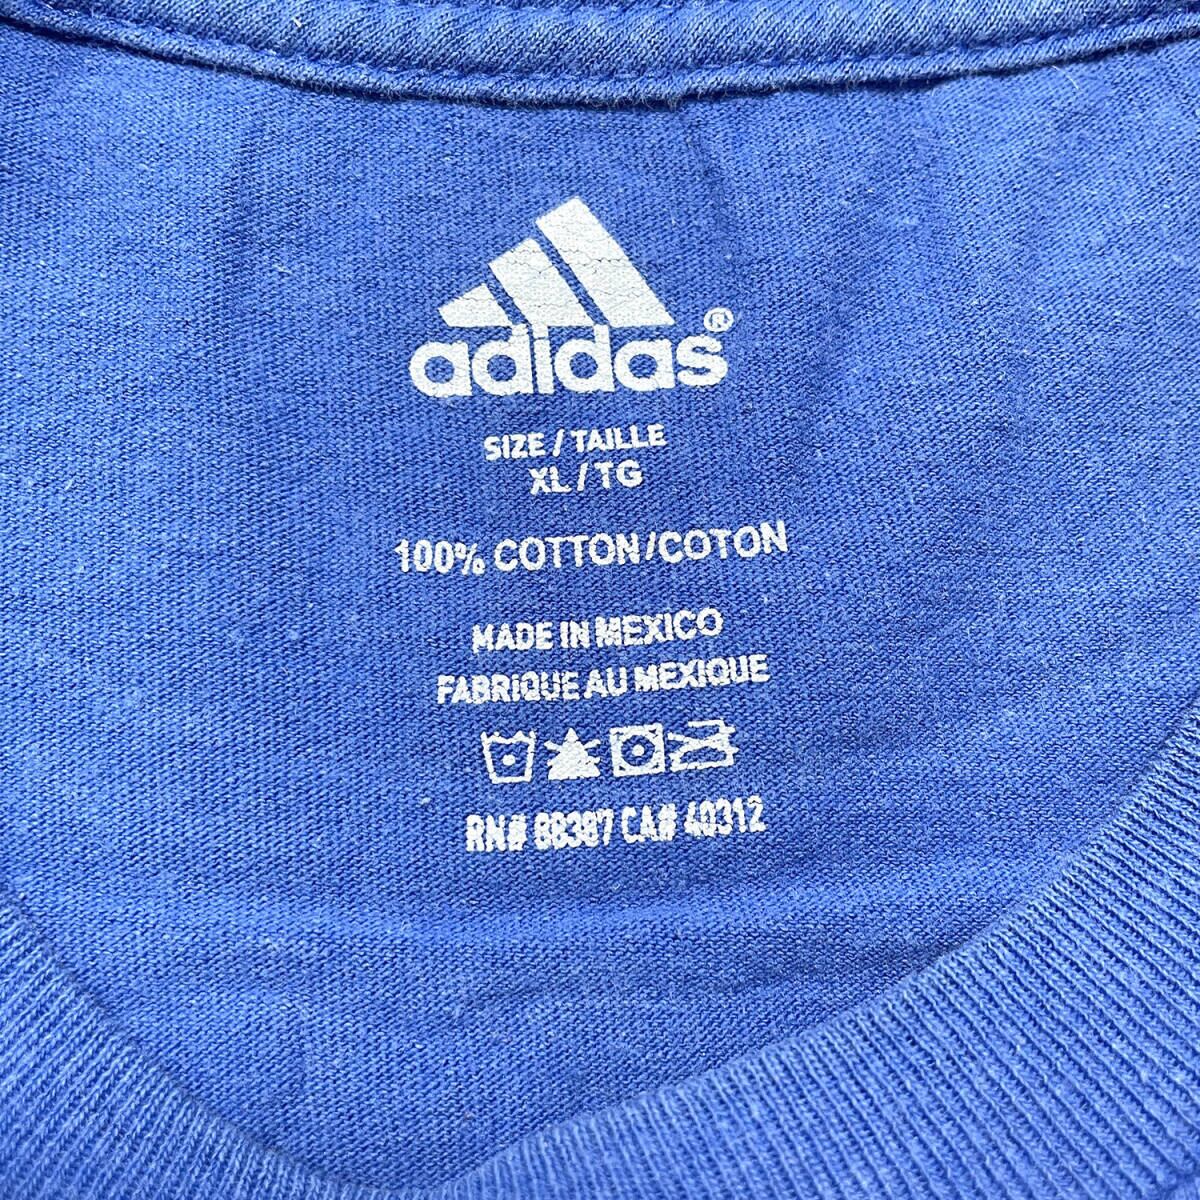 adidas®
SIZE / TAILLE
XL / TG
100% COTTON/COTON
MADE IN MEXICO
FABRIQUE AU MEXIQUE
RN# 88387 CA# 40312